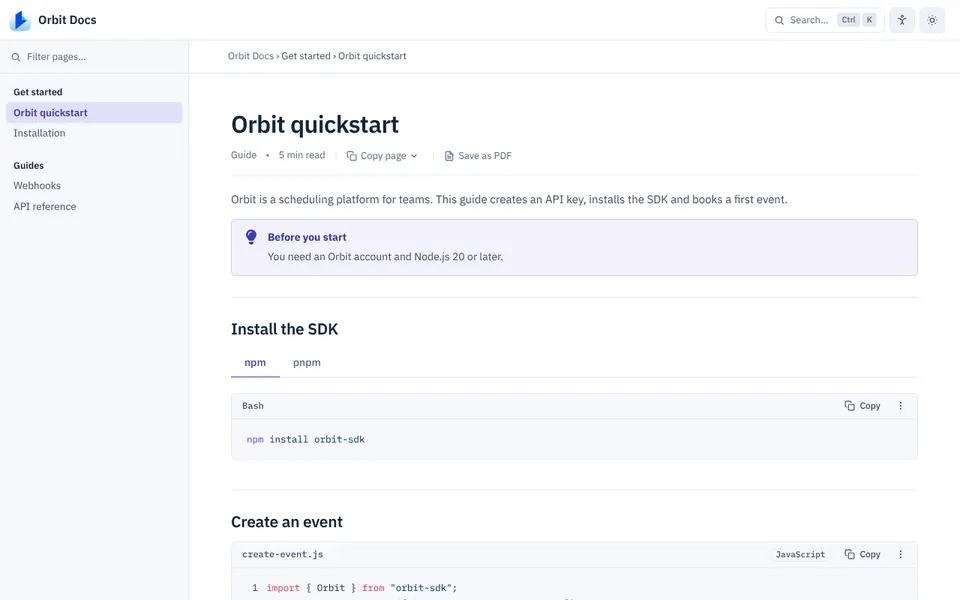 Orbit Docs
Search... Ctrl K
Filter pages...
Orbit Docs › Get started › Orbit quickstart
Get started
Orbit quickstart
Installation
Guides
Webhooks
API reference
Orbit quickstart
Guide • 5 min read Copy page Save as PDF
Orbit is a scheduling platform for teams. This guide creates an API key, installs the SDK and books a first event.
Before you start
You need an Orbit account and Node.js 20 or later.
Install the SDK
npm pnpm
Bash Copy
npm install orbit-sdk
Create an event
create-event.js JavaScript Copy
1 import { Orbit } from "orbit-sdk";